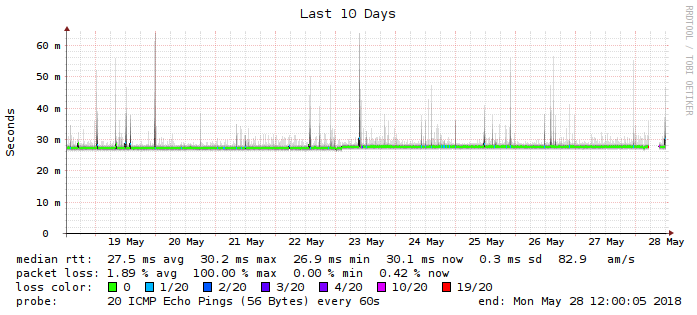 Last 10 Days
RRDTOOL / TOBI OETIKER
Seconds
60 m
50 m
40 m
30 m
20 m
10 m
0
19 May 20 May 21 May 22 May 23 May 24 May 25 May 26 May 27 May 28 May
median rtt: 27.5 ms avg 30.2 ms max 26.9 ms min 30.1 ms now 0.3 ms sd 82.9 am/s
packet loss: 1.89 % avg 100.00 % max 0.00 % min 0.42 % now
loss color: 0 1/20 2/20 3/20 4/20 10/20 19/20
probe: 20 ICMP Echo Pings (56 Bytes) every 60s end: Mon May 28 12:00:05 2018